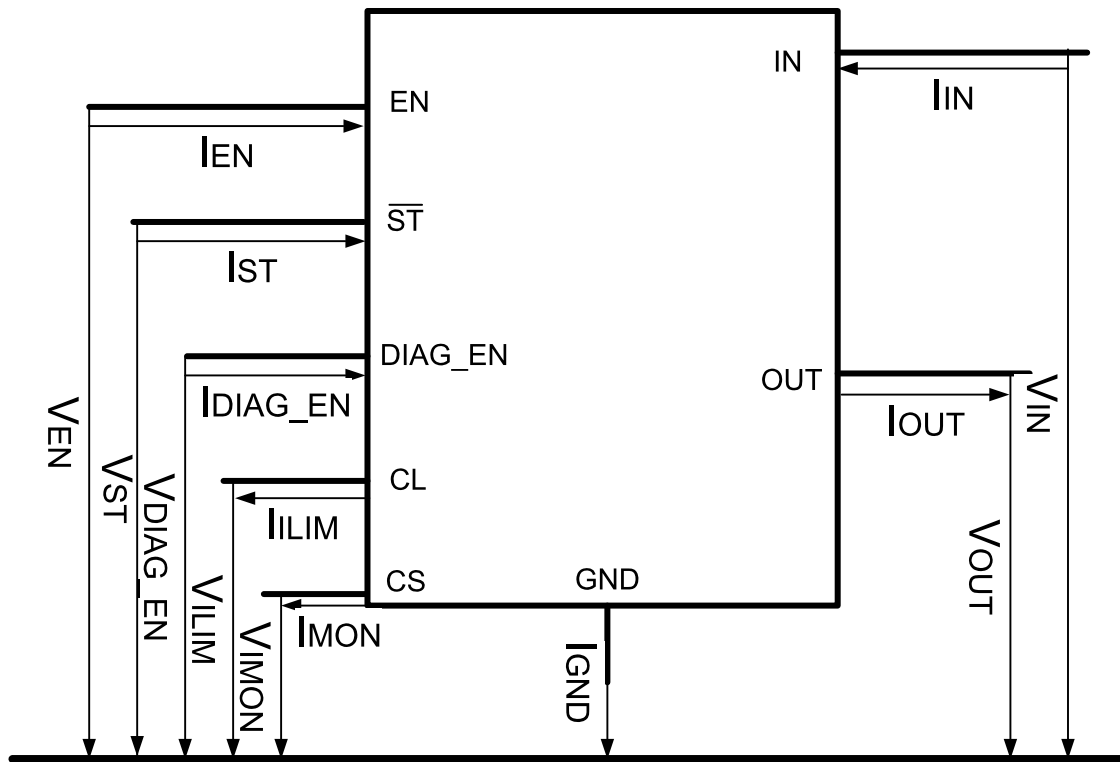 IN
IIN
EN
IEN
ST
IST
DIAG_EN
IDIAG_EN
OUT
IOUT
VIN
VEN
VST
VDIAG_EN
CL
IILIM
VILIM
CS
IMON
VIMON
GND
IGND
VOUT